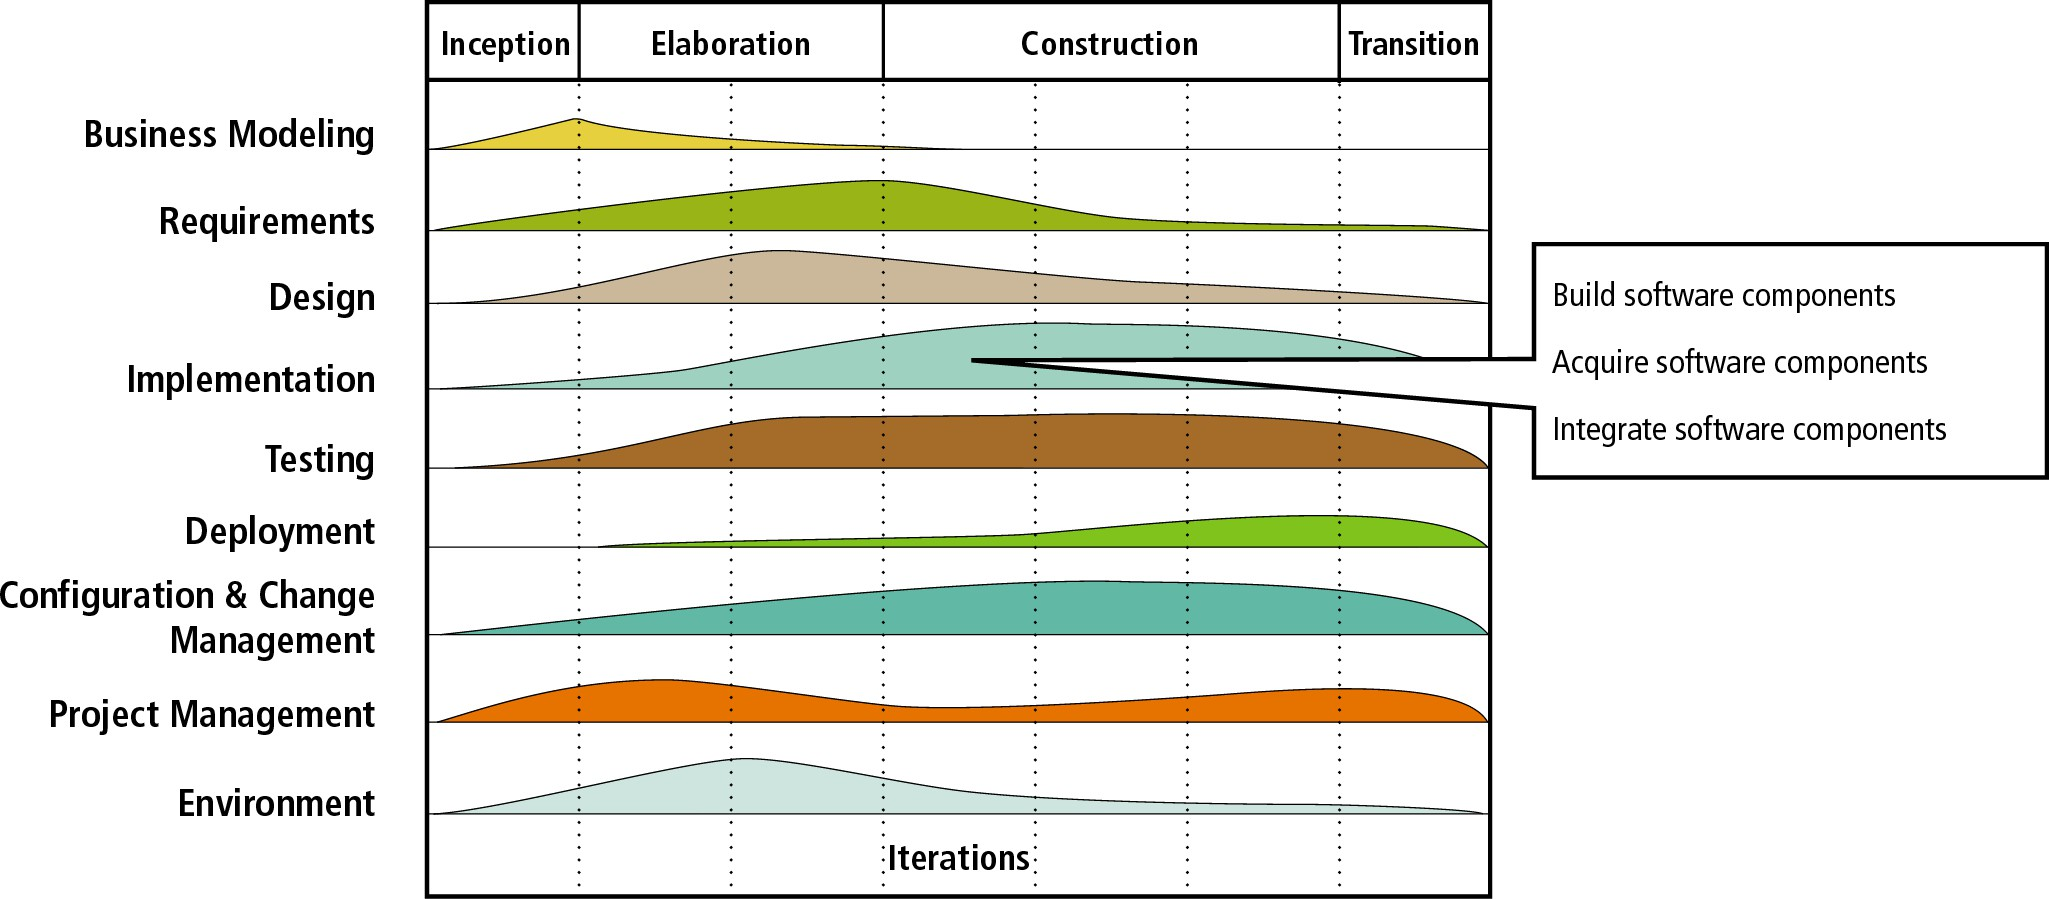 Inception Elaboration Construction Transition
Business Modeling
Requirements
Design
Implementation
Testing
Deployment
Configuration & Change
Management
Project Management
Environment
Iterations
Build software components
Acquire software components
Integrate software components